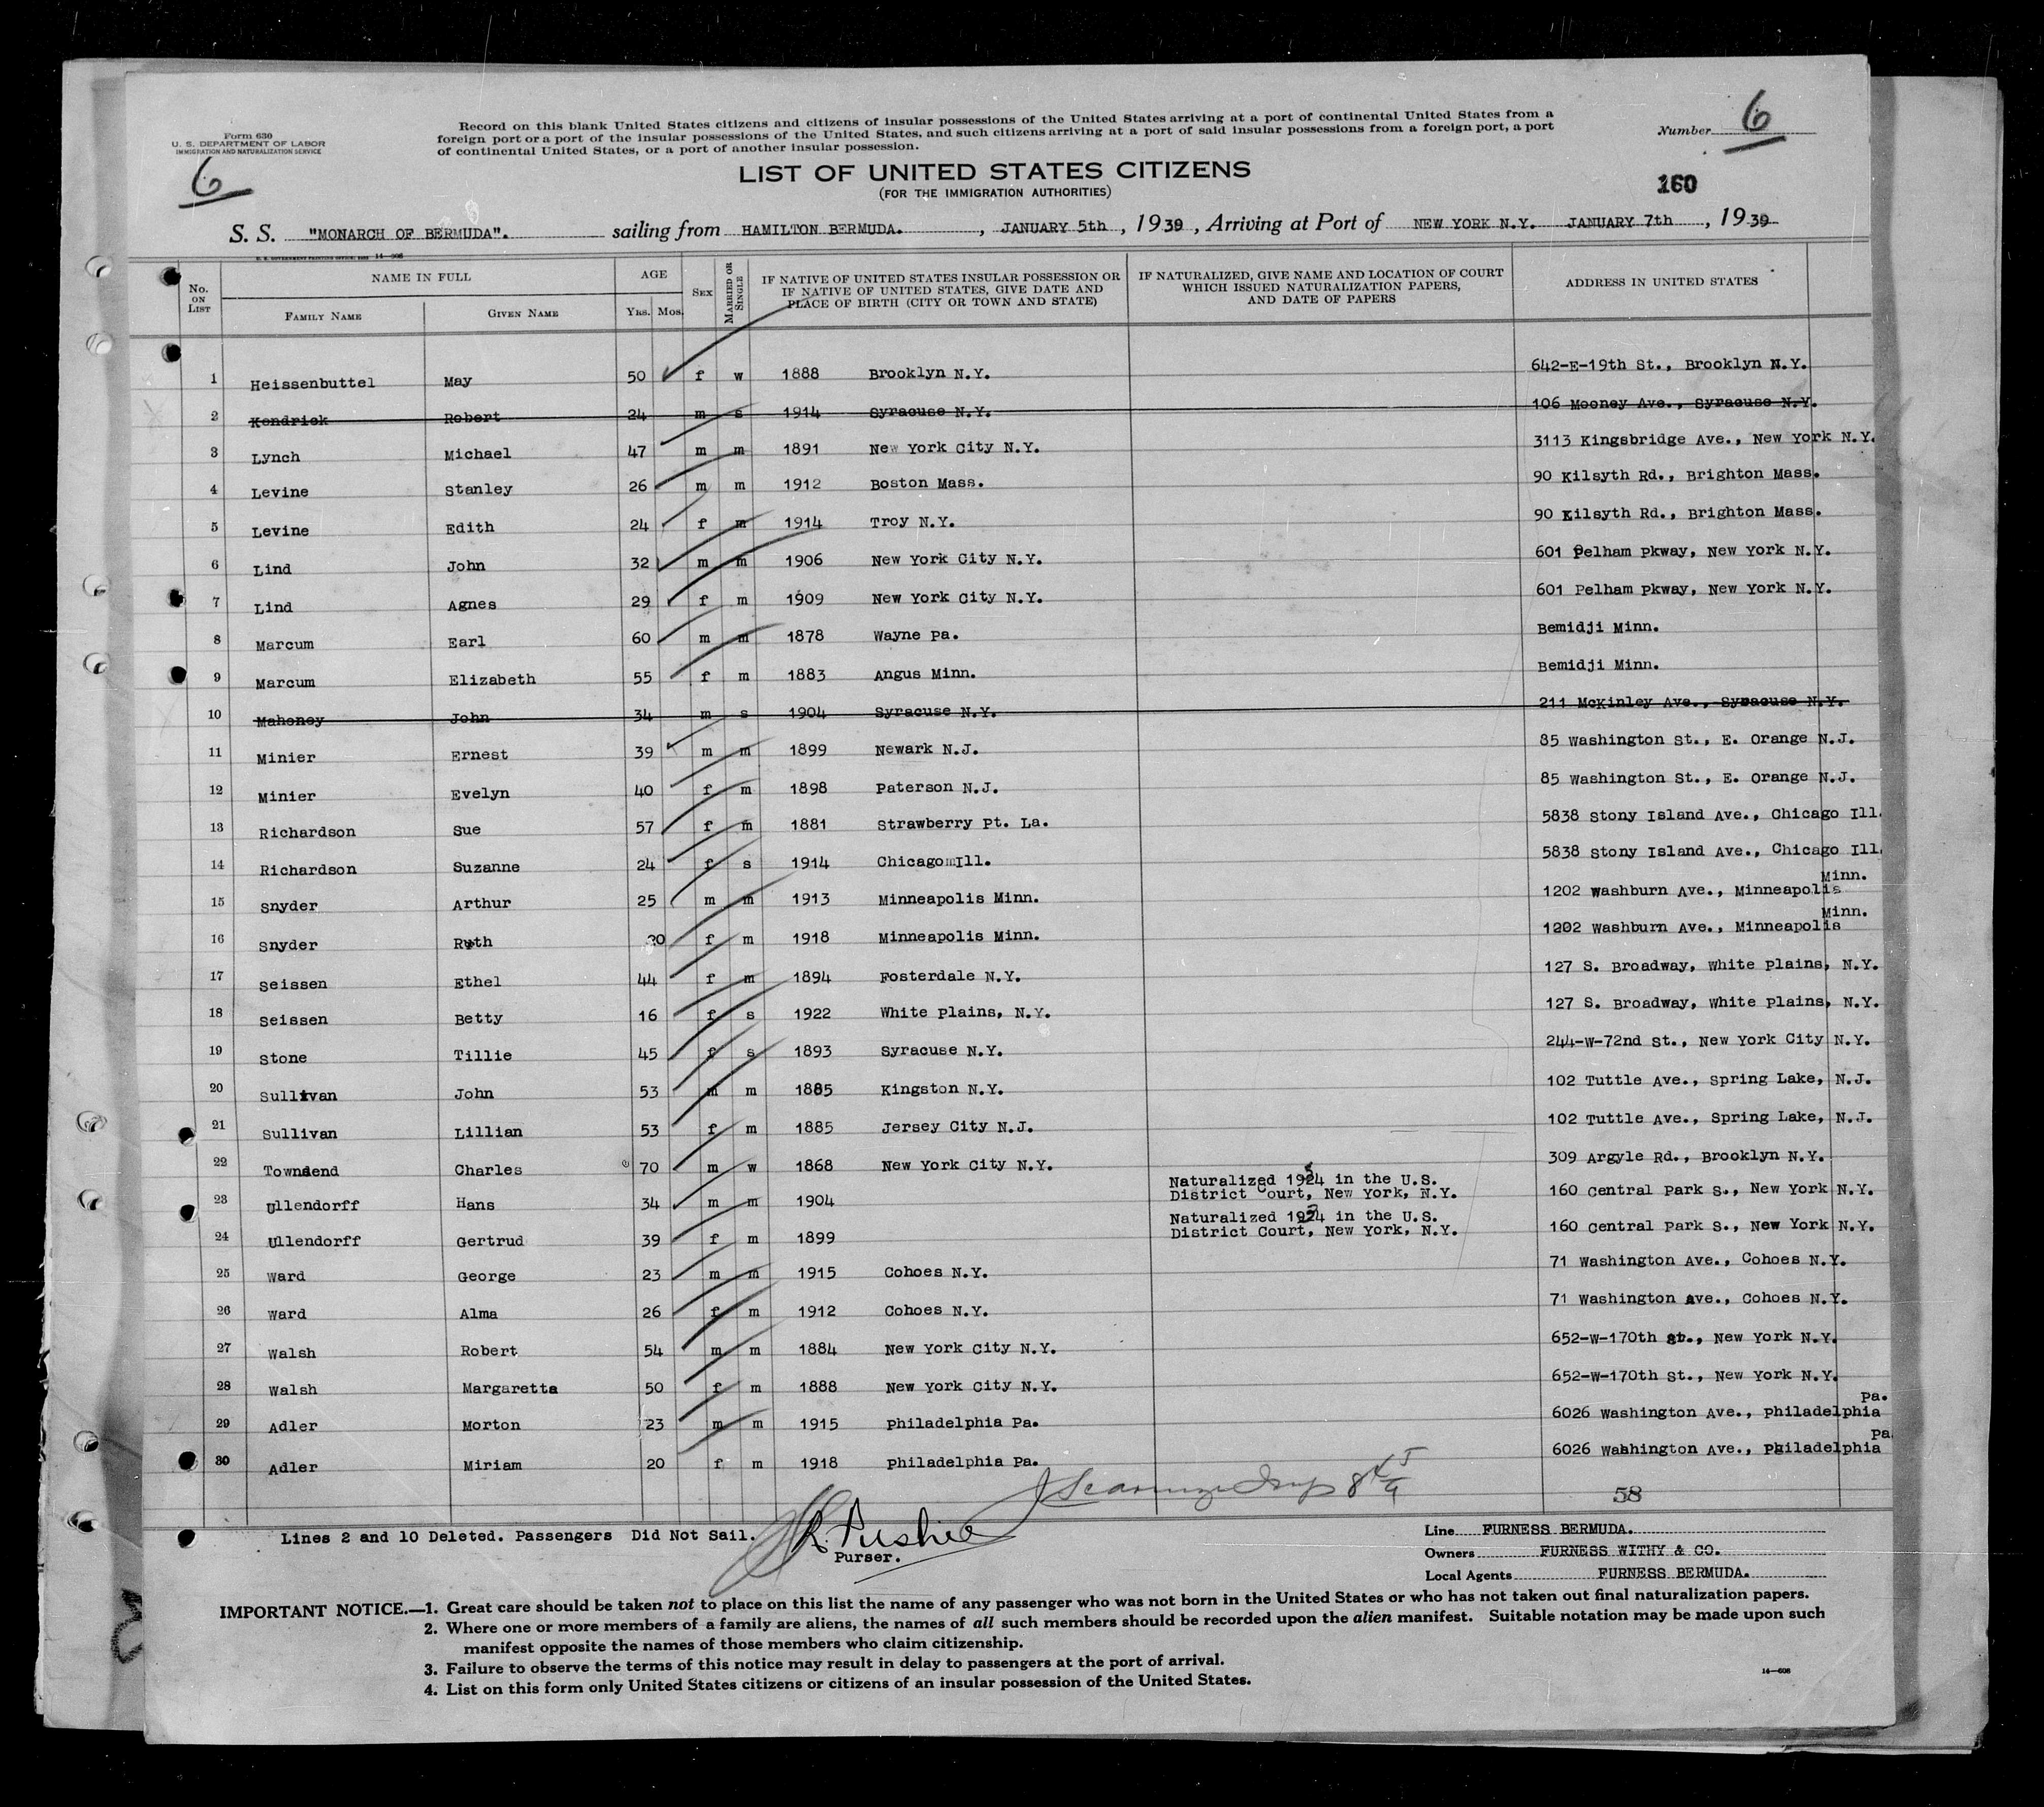 Form 630
U. S. DEPARTMENT OF LABOR
IMMIGRATION AND NATURALIZATION SERVICE
6
Record on this blank United States citizens and citizens of insular possessions of the United States arriving at a port of continental United States from a
foreign port or a port of the insular possessions of the United States, and such citizens arriving at a port of said insular possessions from a foreign port, a port
of continental United States, or a port of another insular possession.
Number 6
LIST OF UNITED STATES CITIZENS
(FOR THE IMMIGRATION AUTHORITIES)
160
S. S. "MONARCH OF BERMUDA". sailing from HAMILTON BERMUDA. , JANUARY 5th , 1939 , Arriving at Port of NEW YORK N.Y. JANUARY 7th , 1939
U. S. GOVERNMENT PRINTING OFFICE: 14-608
No. ON LIST NAME IN FULL AGE SEX MARRIED OR SINGLE IF NATIVE OF UNITED STATES INSULAR POSSESSION OR IF NATIVE OF UNITED STATES, GIVE DATE AND PLACE OF BIRTH (CITY OR TOWN AND STATE) IF NATURALIZED, GIVE NAME AND LOCATION OF COURT WHICH ISSUED NATURALIZATION PAPERS, AND DATE OF PAPERS ADDRESS IN UNITED STATES
FAMILY NAME GIVEN NAME YRS. MOS.
1 Heissenbuttel May 50 f w 1888 Brooklyn N.Y. 642-E-19th St., Brooklyn N.Y.
2 Kendrick Robert 24 m s 1914 Syracuse N.Y. 106 Mooney Ave., Syracuse N.Y.
3 Lynch Michael 47 m m 1891 New York City N.Y. 3113 Kingsbridge Ave., New York N.Y.
4 Levine Stanley 26 m m 1912 Boston Mass. 90 Kilsyth Rd., Brighton Mass.
5 Levine Edith 24 f m 1914 Troy N.Y. 90 Kilsyth Rd., Brighton Mass.
6 Lind John 32 m m 1906 New York City N.Y. 601 Pelham Pkway, New York N.Y.
7 Lind Agnes 29 f m 1909 New York City N.Y. 601 Pelham Pkway, New York N.Y.
8 Marcum Earl 60 m m 1878 Wayne Pa. Bemidji Minn.
9 Marcum Elizabeth 55 f m 1883 Angus Minn. Bemidji Minn.
10 Mahoney John 34 m s 1904 Syracuse N.Y. 211 McKinley Ave., Syracuse N.Y.
11 Minier Ernest 39 m m 1899 Newark N.J. 85 Washington St., E. Orange N.J.
12 Minier Evelyn 40 f m 1898 Paterson N.J. 85 Washington St., E. Orange N.J.
13 Richardson Sue 57 f m 1881 Strawberry Pt. La. 5838 Stony Island Ave., Chicago Ill.
14 Richardson Suzanne 24 f s 1914 ChicagomIll. 5838 Stony Island Ave., Chicago Ill.
15 Snyder Arthur 25 m m 1913 Minneapolis Minn. 1202 Washburn Ave., Minneapolis Minn.
16 Snyder Ruth 20 f m 1918 Minneapolis Minn. 1202 Washburn Ave., Minneapolis Minn.
17 Seissen Ethel 44 f m 1894 Fosterdale N.Y. 127 S. Broadway, White Plains, N.Y.
18 Seissen Betty 16 f s 1922 White Plains, N.Y. 127 S. Broadway, White Plains, N.Y.
19 Stone Tillie 45 f s 1893 Syracuse N.Y. 244-W-72nd St., New York City N.Y.
20 Sullivan John 53 m m 1885 Kingston N.Y. 102 Tuttle Ave., Spring Lake, N.J.
21 Sullivan Lillian 53 f m 1885 Jersey City N.J. 102 Tuttle Ave., Spring Lake, N.J.
22 Townsend Charles 70 m w 1868 New York City N.Y. 309 Argyle Rd., Brooklyn N.Y.
23 Ullendorff Hans 34 m m 1904 Naturalized 1934 in the U.S. District Court, New York, N.Y. 160 Central Park S., New York N.Y.
24 Ullendorff Gertrud 39 f m 1899 Naturalized 1934 in the U.S. District Court, New York, N.Y. 160 Central Park S., New York N.Y.
25 Ward George 23 m m 1915 Cohoes N.Y. 71 Washington Ave., Cohoes N.Y.
26 Ward Alma 26 f m 1912 Cohoes N.Y. 71 Washington Ave., Cohoes N.Y.
27 Walsh Robert 54 m m 1884 New York City N.Y. 652-W-170th St., New York N.Y.
28 Walsh Margaretta 50 f m 1888 New York City N.Y. 652-W-170th St., New York N.Y.
29 Adler Morton 23 m m 1915 Philadelphia Pa. 6026 Washington Ave., Philadelphia Pa.
30 Adler Miriam 20 f m 1918 Philadelphia Pa. 6026 Washington Ave., Philadelphia Pa
58
Lines 2 and 10 Deleted. Passengers Did Not Sail.
Purser.
Line FURNESS BERMUDA.
Owners FURNESS WITHY & CO.
Local Agents FURNESS BERMUDA.
IMPORTANT NOTICE.—1. Great care should be taken not to place on this list the name of any passenger who was not born in the United States or who has not taken out final naturalization papers.
2. Where one or more members of a family are aliens, the names of all such members should be recorded upon the alien manifest. Suitable notation may be made upon such
manifest opposite the names of those members who claim citizenship.
3. Failure to observe the terms of this notice may result in delay to passengers at the port of arrival.
4. List on this form only United States citizens or citizens of an insular possession of the United States.
14-608